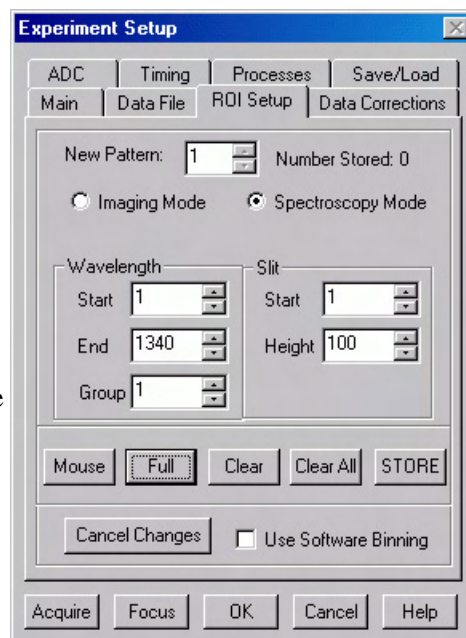 Experiment Setup
ADC Timing Processes Save/Load
Main Data File ROI Setup Data Corrections
New Pattern: 1 Number Stored: 0
Imaging Mode Spectroscopy Mode
Wavelength Slit
Start 1 Start 1
End 1340 Height 100
Group 1
e
Mouse Full Clear Clear All STORE
Cancel Changes Use Software Binning
Acquire Focus OK Cancel Help